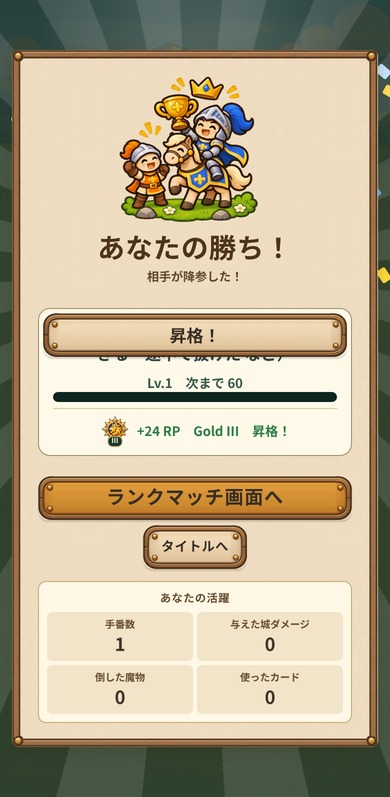 あなたの勝ち！
相手が降参した！
昇格！
Lv.1 次まで 60
III
+24 RP Gold III 昇格！
ランクマッチ画面へ
タイトルへ
あなたの活躍
手番数
1
与えた城ダメージ
0
倒した魔物
0
使ったカード
0